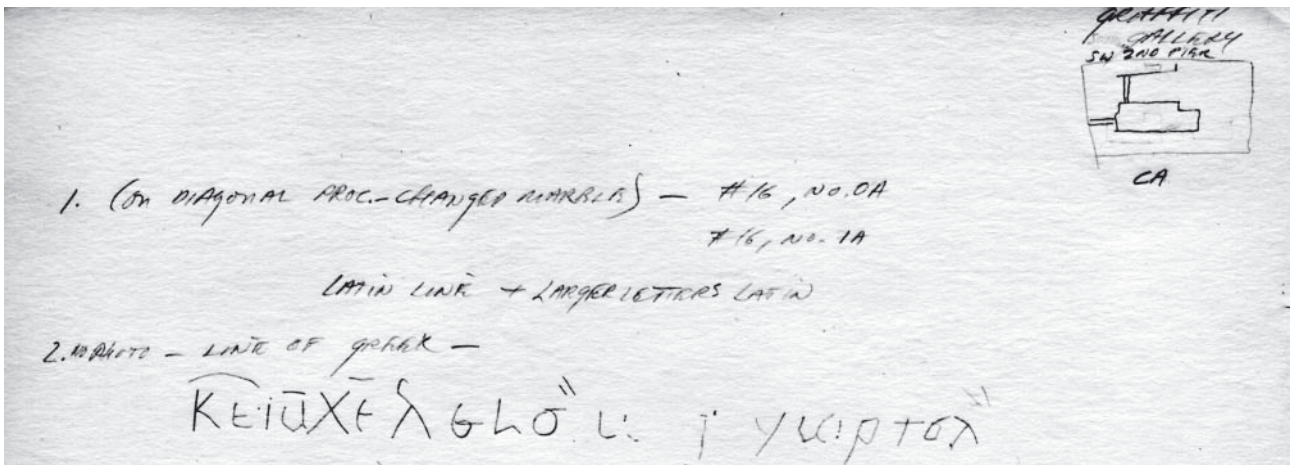 GRAFFITI
GALLERY
SW 2ND PIER
CA
1. (ON DIAGONAL PROC.-CHANGED MARBLE) — #16, NO. 0A
#16, NO. 1A
LATIN LINE + LARGER LETTERS LATIN
2. NO PHOTO — LINE OF GREEK —